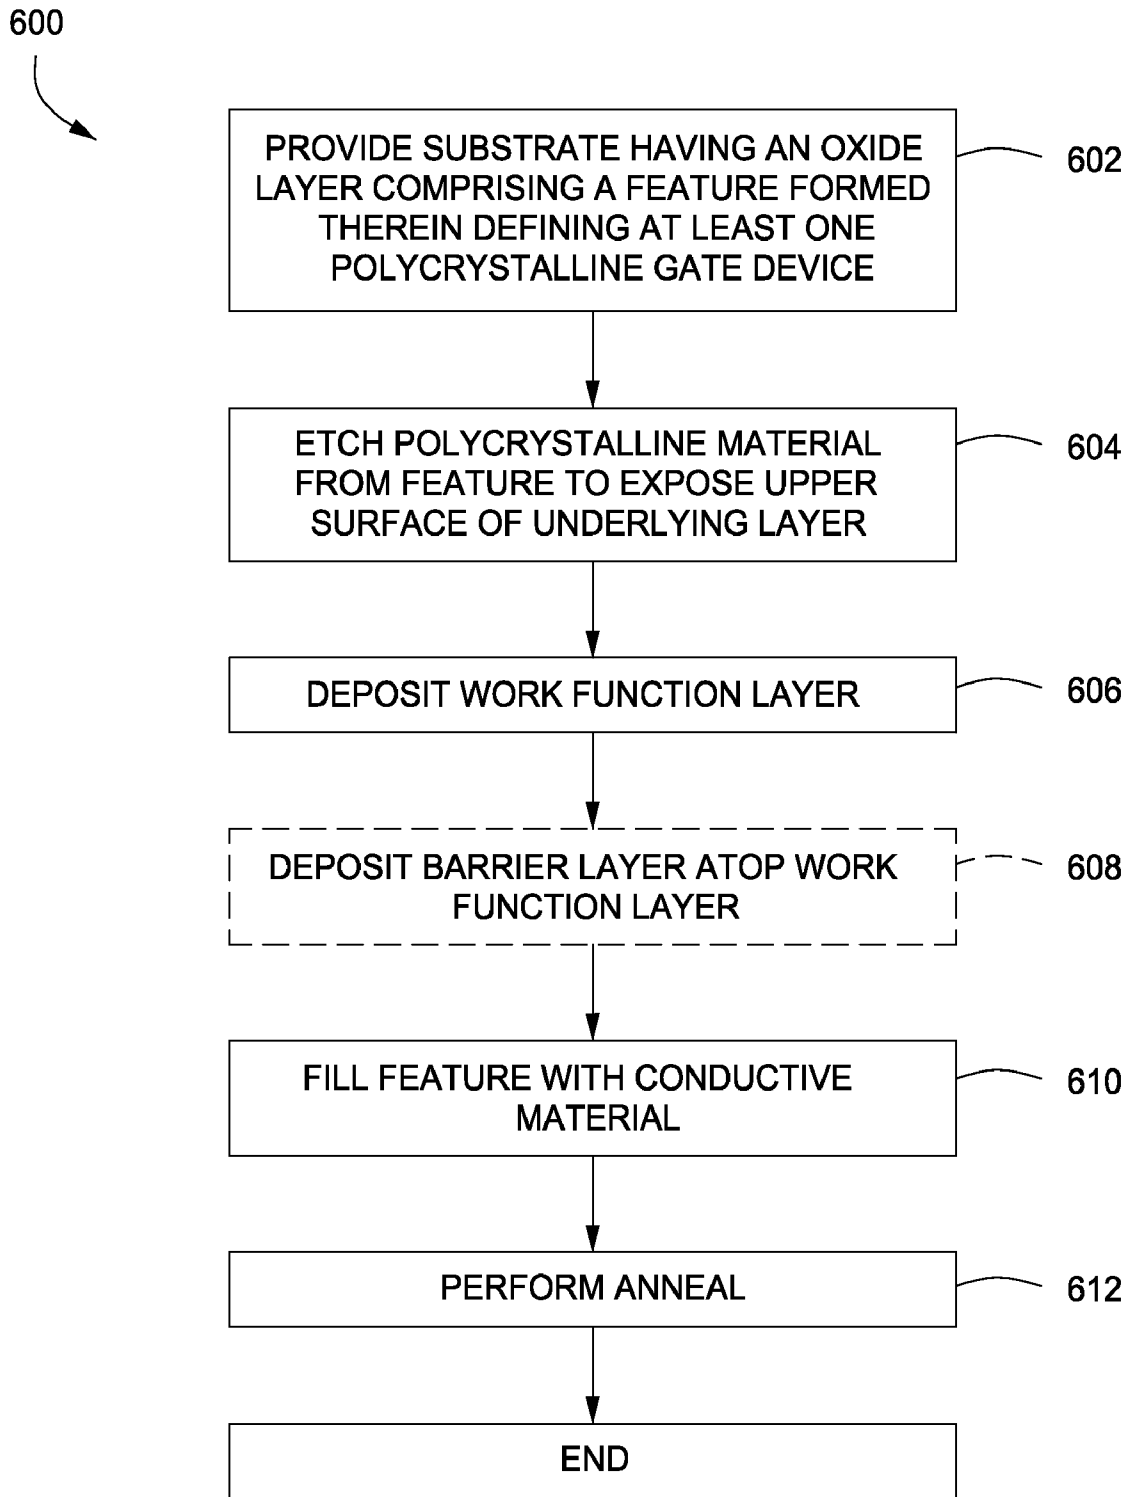 600
PROVIDE SUBSTRATE HAVING AN OXIDE
LAYER COMPRISING A FEATURE FORMED
THEREIN DEFINING AT LEAST ONE
POLYCRYSTALLINE GATE DEVICE
602
ETCH POLYCRYSTALLINE MATERIAL
FROM FEATURE TO EXPOSE UPPER
SURFACE OF UNDERLYING LAYER
604
DEPOSIT WORK FUNCTION LAYER
606
DEPOSIT BARRIER LAYER ATOP WORK
FUNCTION LAYER
608
FILL FEATURE WITH CONDUCTIVE
MATERIAL
610
PERFORM ANNEAL
612
END